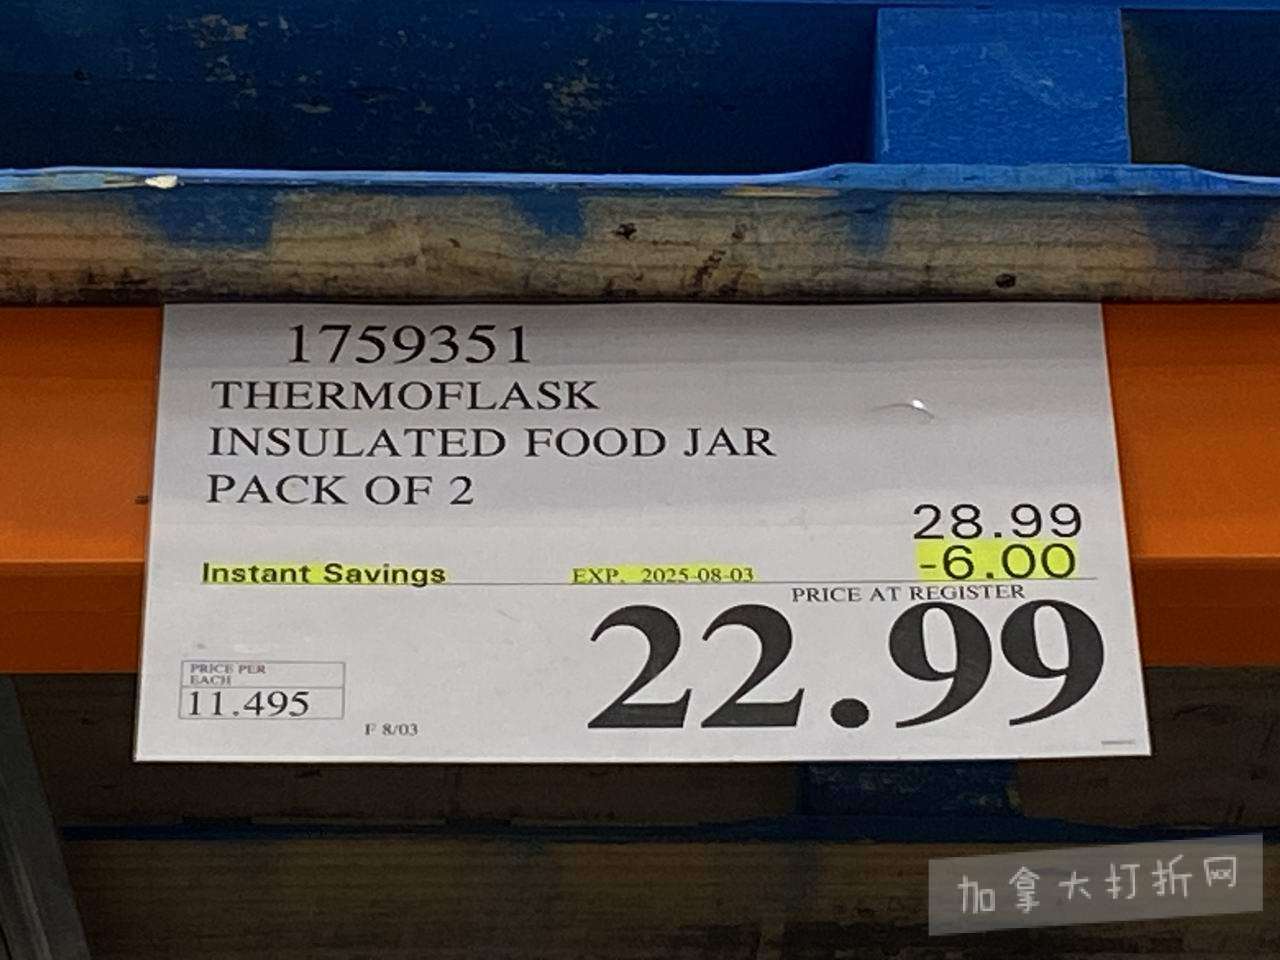 1759351
THERMOFLASK
INSULATED FOOD JAR
PACK OF 2
28.99
Instant Savings EXP. 2025-08-03 -6.00
PRICE AT REGISTER
22.99
PRICE PER
EACH
11.495
F 8/03
加拿大打折网